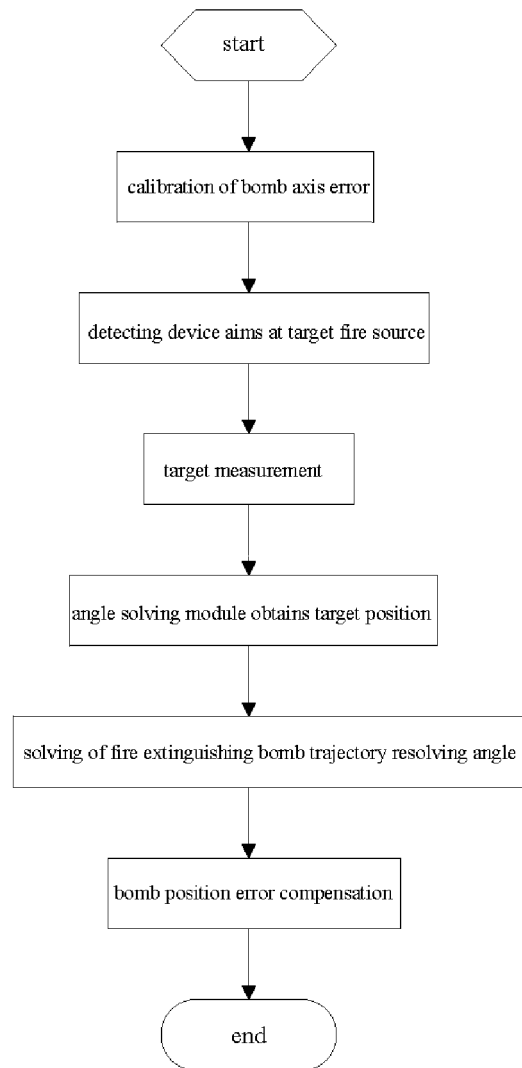 start
calibration of bomb axis error
detecting device aims at target fire source
target measurement
angle solving module obtains target position
solving of fire extinguishing bomb trajectory resolving angle
bomb position error compensation
end